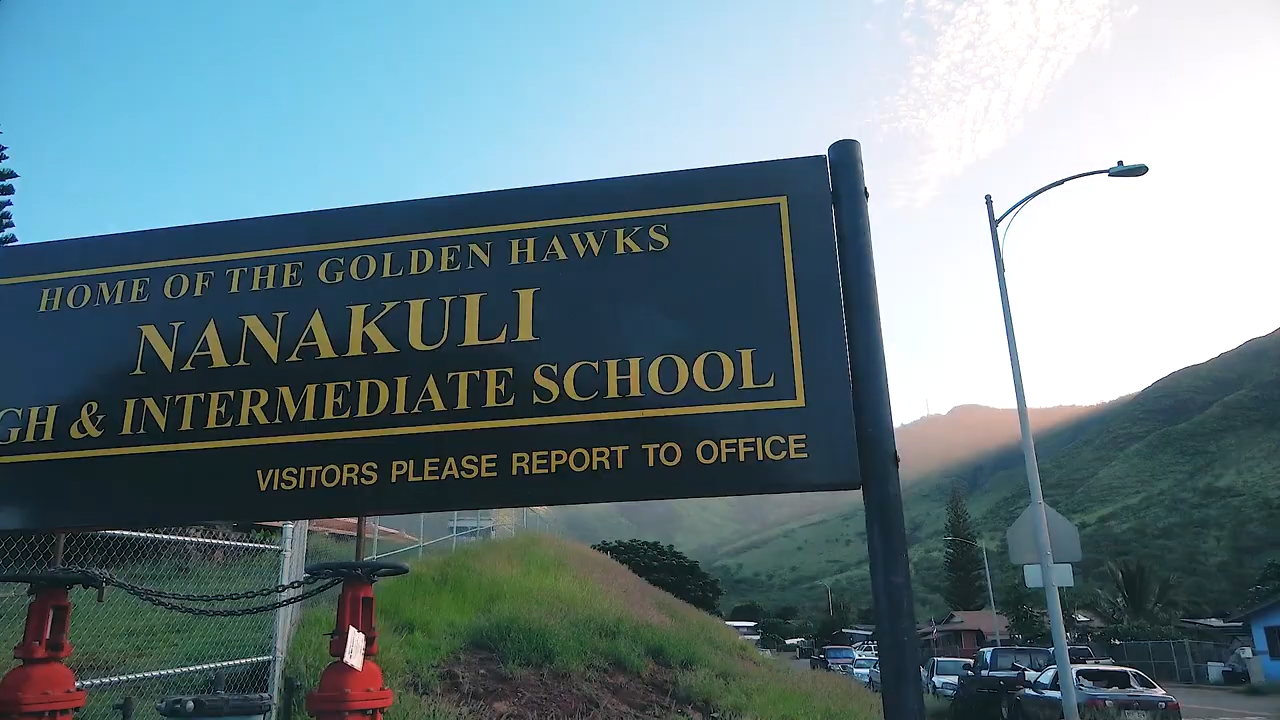 HOME OF THE GOLDEN HAWKS
NANAKULI
GH & INTERMEDIATE SCHOOL
VISITORS PLEASE REPORT TO OFFICE